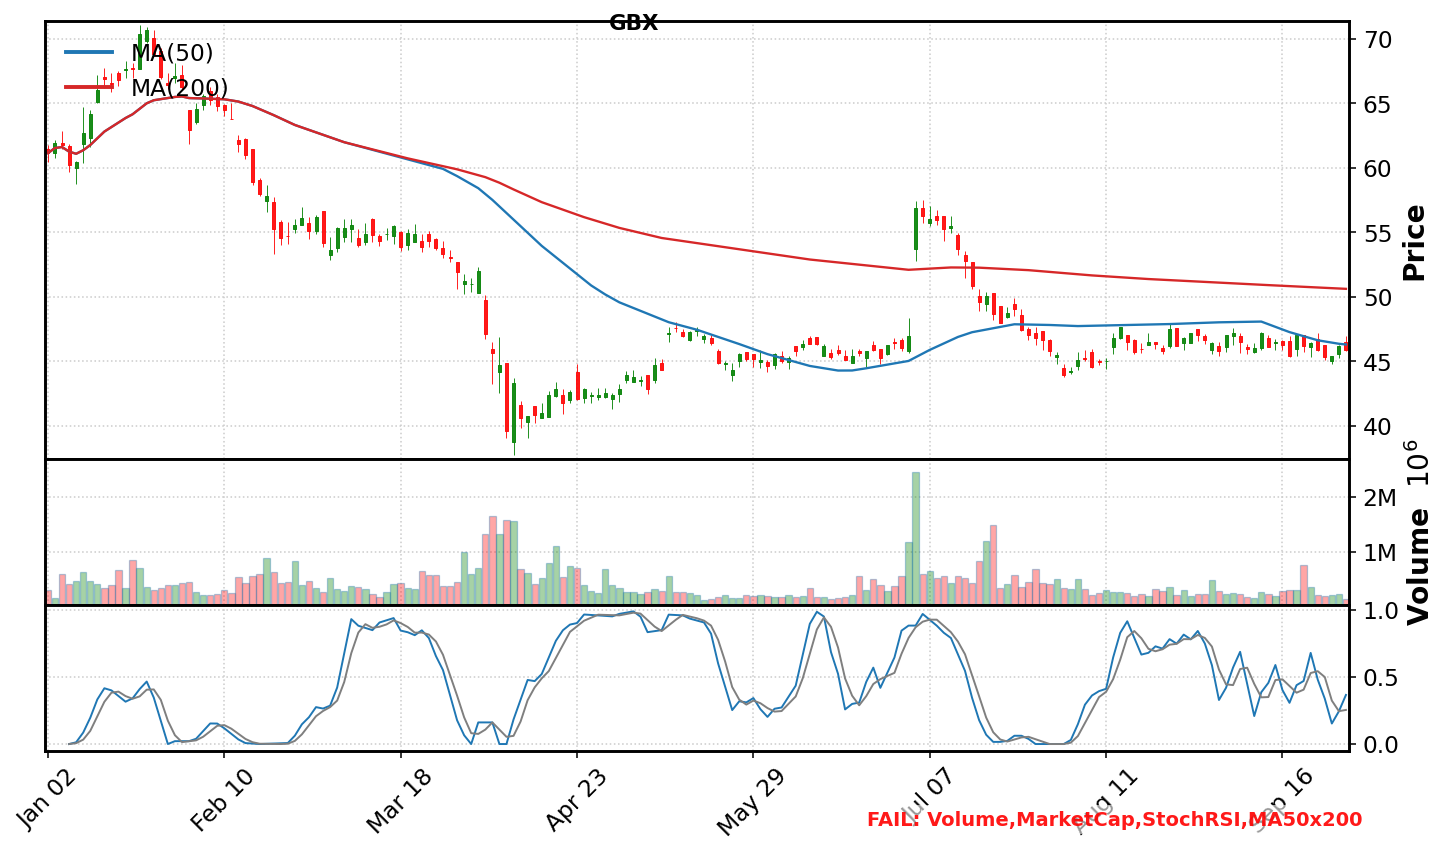 GBX
MA(50)
MA(200)
70
65
60
55
50
45
40
Price
2M
1M
Volume 10⁶
1.0
0.5
0.0
Jan 02
Feb 10
Mar 18
Apr 23
May 29
Jul 07
Aug 11
Sep 16
FAIL: Volume,MarketCap,StochRSI,MA50x200